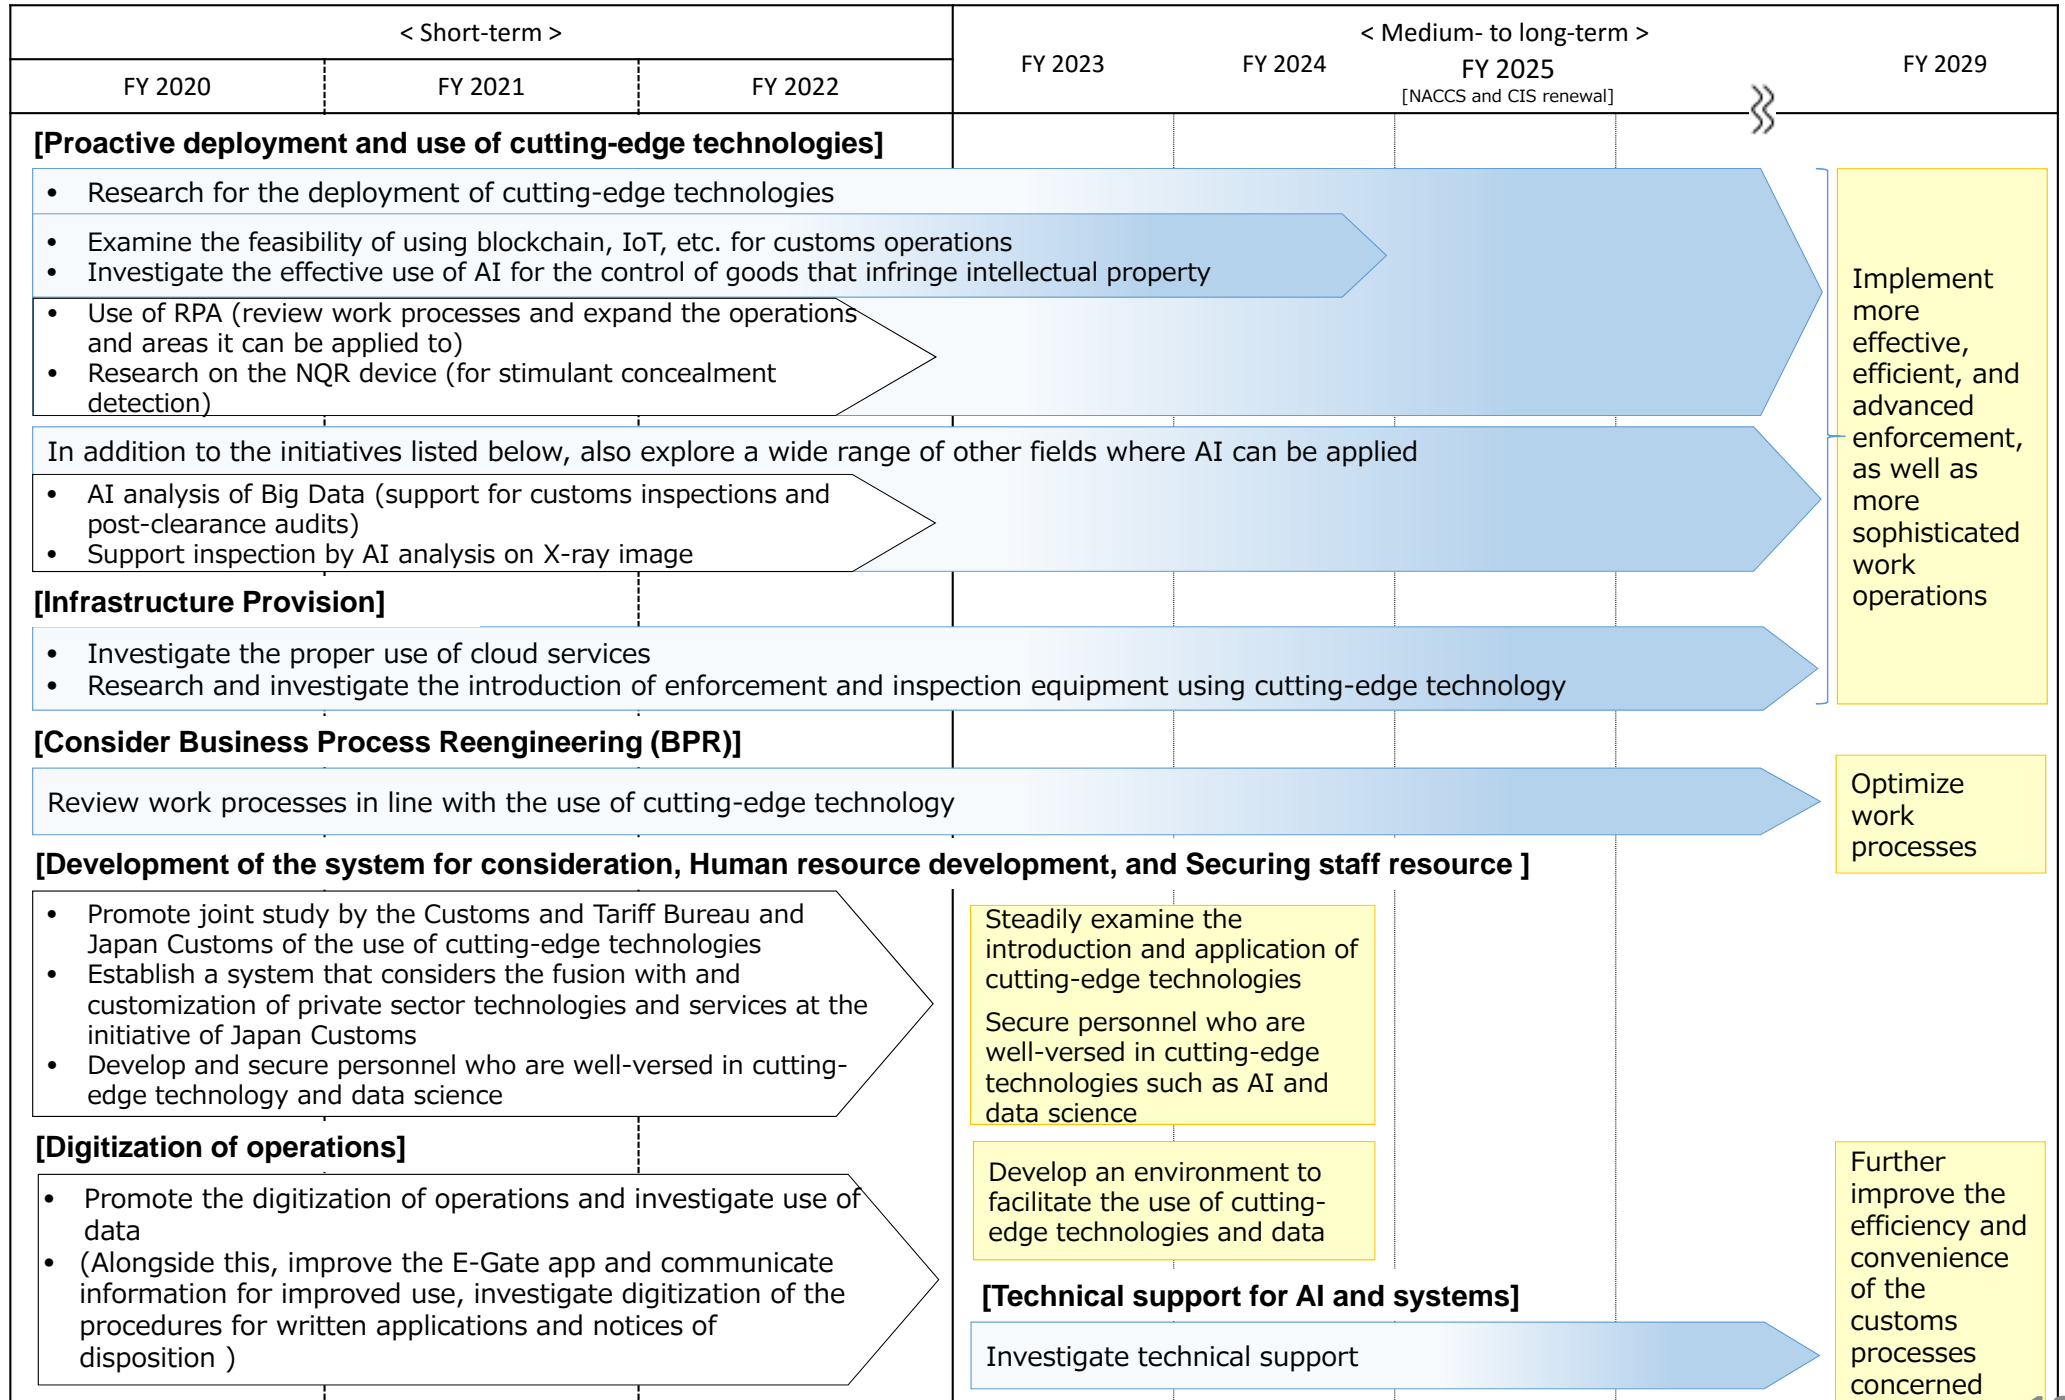 < Short-term >
< Medium- to long-term >
FY 2020
FY 2021
FY 2022
FY 2023
FY 2024
FY 2025
[NACCS and CIS renewal]
FY 2029
[Proactive deployment and use of cutting-edge technologies]
• Research for the deployment of cutting-edge technologies
• Examine the feasibility of using blockchain, IoT, etc. for customs operations
• Investigate the effective use of AI for the control of goods that infringe intellectual property
• Use of RPA (review work processes and expand the operations
and areas it can be applied to)
• Research on the NQR device (for stimulant concealment
detection)
In addition to the initiatives listed below, also explore a wide range of other fields where AI can be applied
• AI analysis of Big Data (support for customs inspections and
post-clearance audits)
• Support inspection by AI analysis on X-ray image
[Infrastructure Provision]
• Investigate the proper use of cloud services
• Research and investigate the introduction of enforcement and inspection equipment using cutting-edge technology
Implement
more
effective,
efficient, and
advanced
enforcement,
as well as
more
sophisticated
work
operations
[Consider Business Process Reengineering (BPR)]
Review work processes in line with the use of cutting-edge technology
Optimize
work
processes
[Development of the system for consideration, Human resource development, and Securing staff resource ]
• Promote joint study by the Customs and Tariff Bureau and
Japan Customs of the use of cutting-edge technologies
• Establish a system that considers the fusion with and
customization of private sector technologies and services at the
initiative of Japan Customs
• Develop and secure personnel who are well-versed in cutting-
edge technology and data science
Steadily examine the
introduction and application of
cutting-edge technologies
Secure personnel who are
well-versed in cutting-edge
technologies such as AI and
data science
[Digitization of operations]
• Promote the digitization of operations and investigate use of
data
• (Alongside this, improve the E-Gate app and communicate
information for improved use, investigate digitization of the
procedures for written applications and notices of
disposition )
Develop an environment to
facilitate the use of cutting-
edge technologies and data
[Technical support for AI and systems]
Investigate technical support
Further
improve the
efficiency and
convenience
of the
customs
processes
concerned